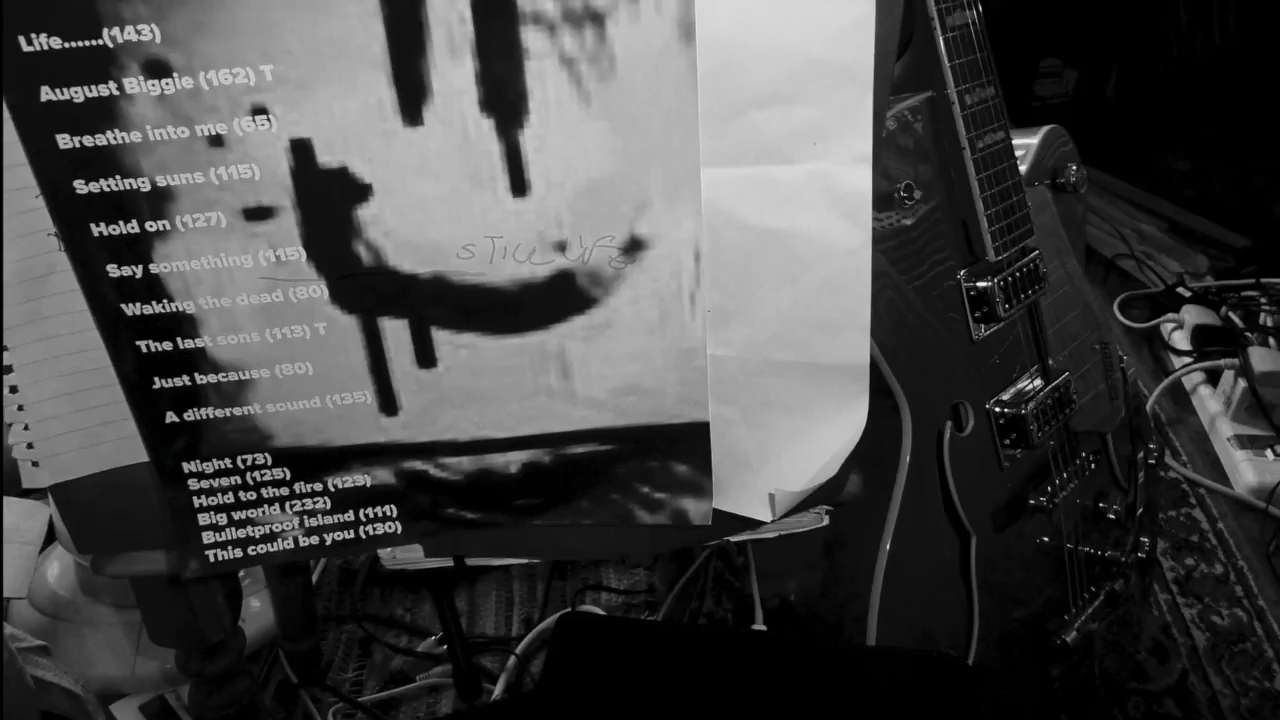 Life......(143)
August Biggie (162) T
Breathe into me (65)
Setting suns (115)
Hold on (127)
Say something (115)
STILL LIFE
Waking the dead (80)
The last sons (113) T
Just because (80)
A different sound (135)
Night (73)
Seven (125)
Hold to the fire (123)
Big world (232)
Bulletproof island (111)
This could be you (130)